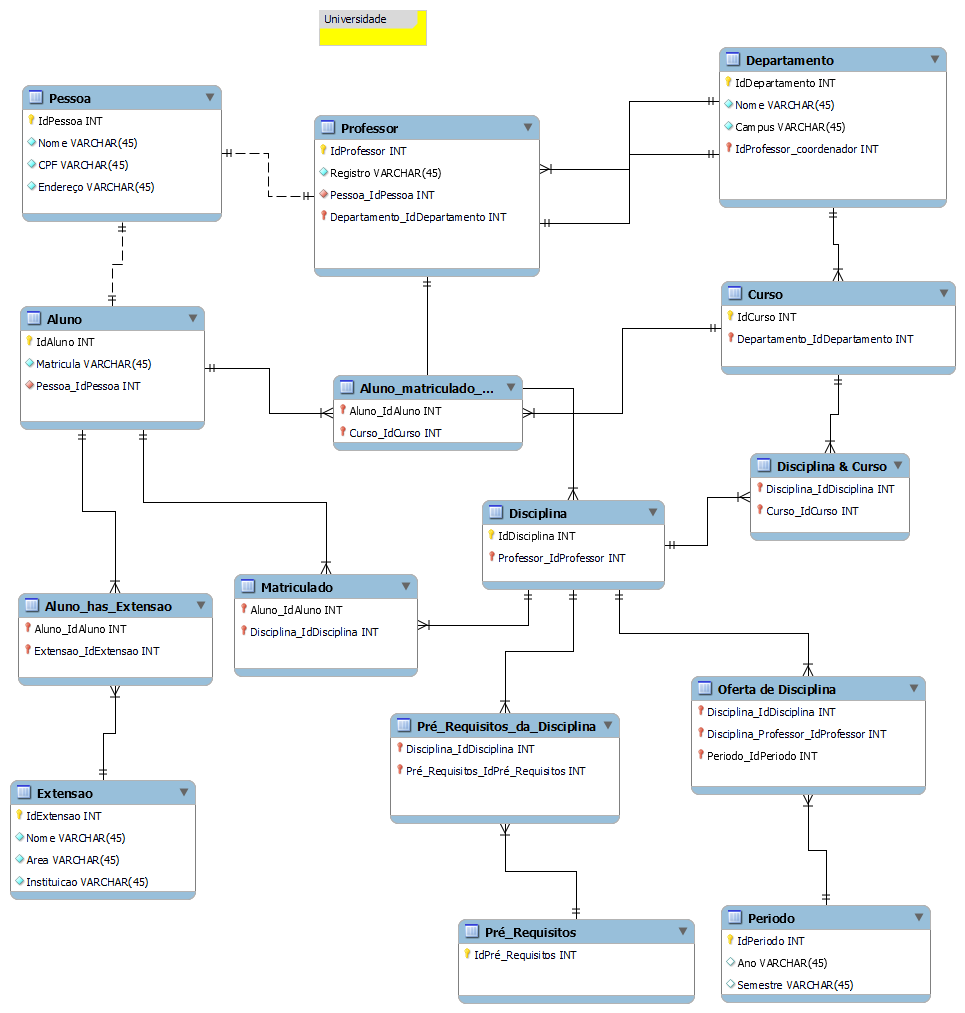 Universidade
Pessoa
IdPessoa INT
Nome VARCHAR(45)
CPF VARCHAR(45)
Endereço VARCHAR(45)
Professor
IdProfessor INT
Registro VARCHAR(45)
Pessoa_IdPessoa INT
Departamento_IdDepartamento INT
Departamento
IdDepartamento INT
Nome VARCHAR(45)
Campus VARCHAR(45)
IdProfessor_coordenador INT
Aluno
IdAluno INT
Matricula VARCHAR(45)
Pessoa_IdPessoa INT
Curso
IdCurso INT
Departamento_IdDepartamento INT
Aluno_matriculado_...
Aluno_IdAluno INT
Curso_IdCurso INT
Disciplina & Curso
Disciplina_IdDisciplina INT
Curso_IdCurso INT
Disciplina
IdDisciplina INT
Professor_IdProfessor INT
Matriculado
Aluno_IdAluno INT
Disciplina_IdDisciplina INT
Aluno_has_Extensao
Aluno_IdAluno INT
Extensao_IdExtensao INT
Oferta de Disciplina
Disciplina_IdDisciplina INT
Disciplina_Professor_IdProfessor INT
Periodo_IdPeriodo INT
Pré_Requisitos_da_Disciplina
Disciplina_IdDisciplina INT
Pré_Requisitos_IdPré_Requisitos INT
Extensao
IdExtensao INT
Nome VARCHAR(45)
Area VARCHAR(45)
Instituicao VARCHAR(45)
Pré_Requisitos
IdPré_Requisitos INT
Periodo
IdPeriodo INT
Ano VARCHAR(45)
Semestre VARCHAR(45)